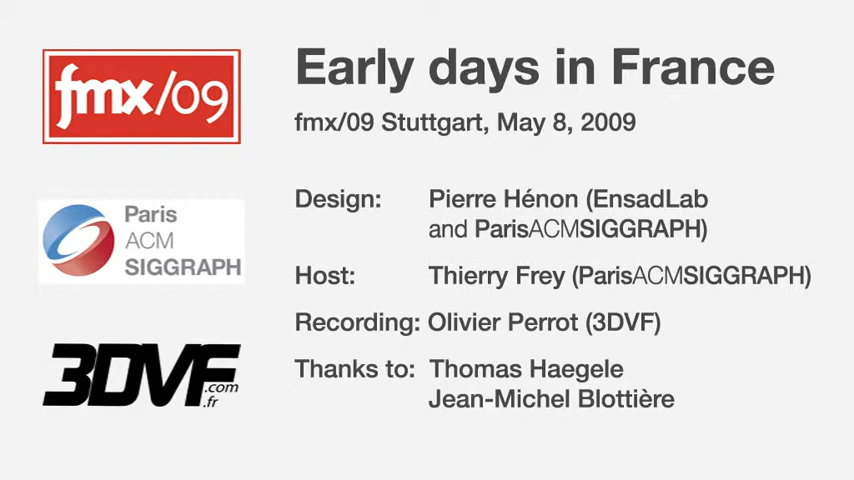 fmx/09
Early days in France
fmx/09 Stuttgart, May 8, 2009
Paris
ACM
SIGGRAPH
Design: Pierre Hénon (EnsadLab
and ParisACMSIGGRAPH)
Host: Thierry Frey (ParisACMSIGGRAPH)
Recording: Olivier Perrot (3DVF)
3DVF.com
.fr
Thanks to: Thomas Haegele
Jean-Michel Blottière